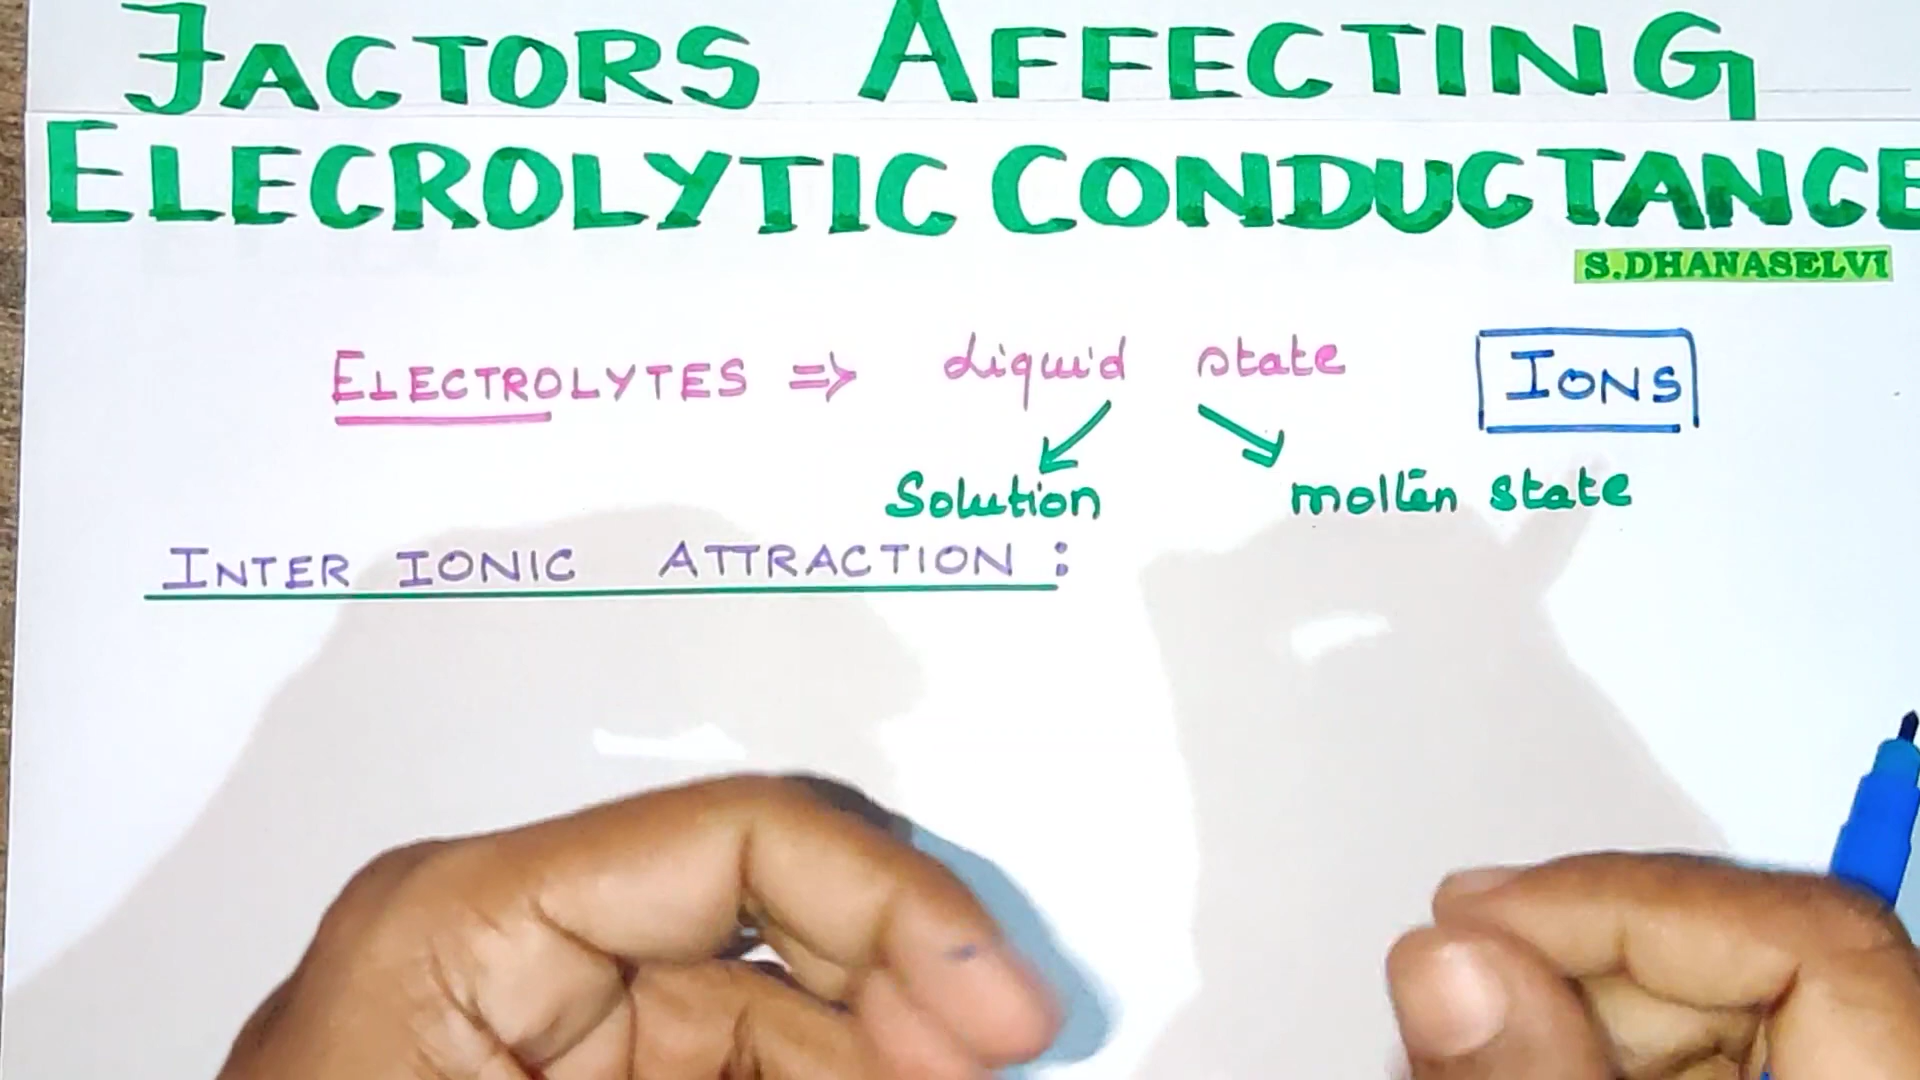 FACTORS AFFECTING
ELECROLYTIC CONDUCTANCE
S.DHANASELVI
ELECTROLYTES => Liquid state IONS
Solution molten state
INTER IONIC ATTRACTION :